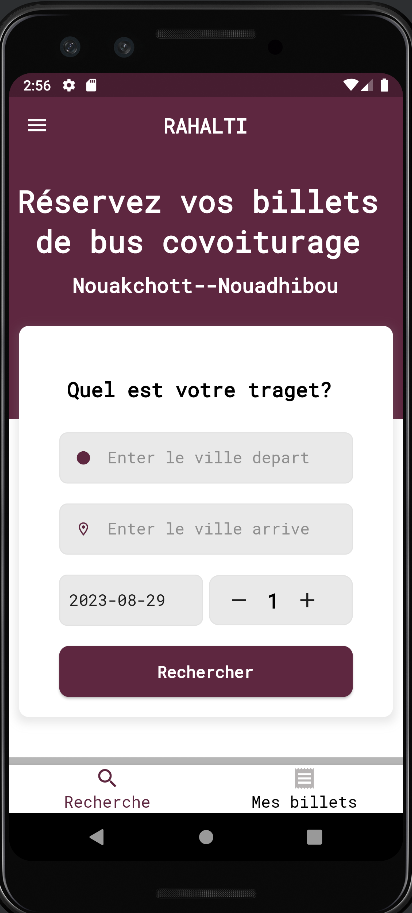 2:56
RAHALTI
Réservez vos billets
de bus covoiturage
Nouakchott--Nouadhibou
Quel est votre traget?
Enter le ville depart
Enter le ville arrive
2023-08-29
− 1 +
Rechercher
Recherche
Mes billets